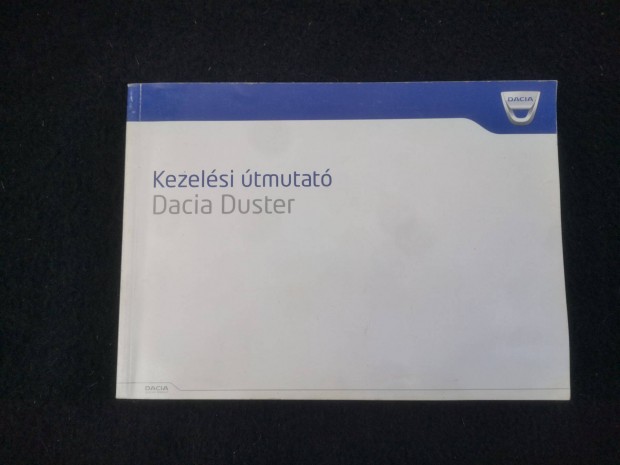 DACIA
Kezelési útmutató
Dacia Duster
DACIA